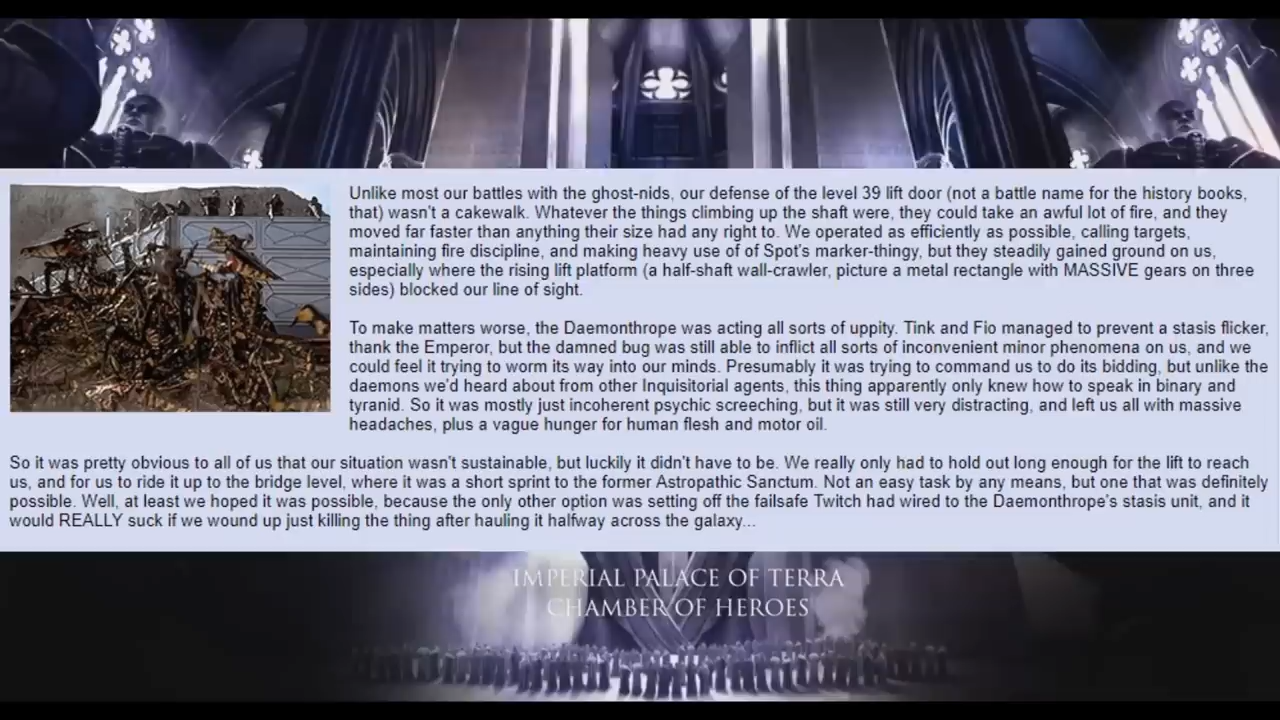 Unlike most our battles with the ghost-nids, our defense of the level 39 lift door (not a battle name for the history books,
that) wasn't a cakewalk. Whatever the things climbing up the shaft were, they could take an awful lot of fire, and they
moved far faster than anything their size had any right to. We operated as efficiently as possible, calling targets,
maintaining fire discipline, and making heavy use of of Spot's marker-thingy, but they steadily gained ground on us,
especially where the rising lift platform (a half-shaft wall-crawler, picture a metal rectangle with MASSIVE gears on three
sides) blocked our line of sight.
To make matters worse, the Daemonthrope was acting all sorts of uppity. Tink and Fio managed to prevent a stasis flicker,
thank the Emperor, but the damned bug was still able to inflict all sorts of inconvenient minor phenomena on us, and we
could feel it trying to worm its way into our minds. Presumably it was trying to command us to do its bidding, but unlike the
daemons we'd heard about from other Inquisitorial agents, this thing apparently only knew how to speak in binary and
tyranid. So it was mostly just incoherent psychic screeching, but it was still very distracting, and left us all with massive
headaches, plus a vague hunger for human flesh and motor oil.
So it was pretty obvious to all of us that our situation wasn't sustainable, but luckily it didn't have to be. We really only had to hold out long enough for the lift to reach
us, and for us to ride it up to the bridge level, where it was a short sprint to the former Astropathic Sanctum. Not an easy task by any means, but one that was definitely
possible. Well, at least we hoped it was possible, because the only other option was setting off the failsafe Twitch had wired to the Daemonthrope's stasis unit, and it
would REALLY suck if we wound up just killing the thing after hauling it halfway across the galaxy...
IMPERIAL PALACE OF TERRA
CHAMBER OF HEROES